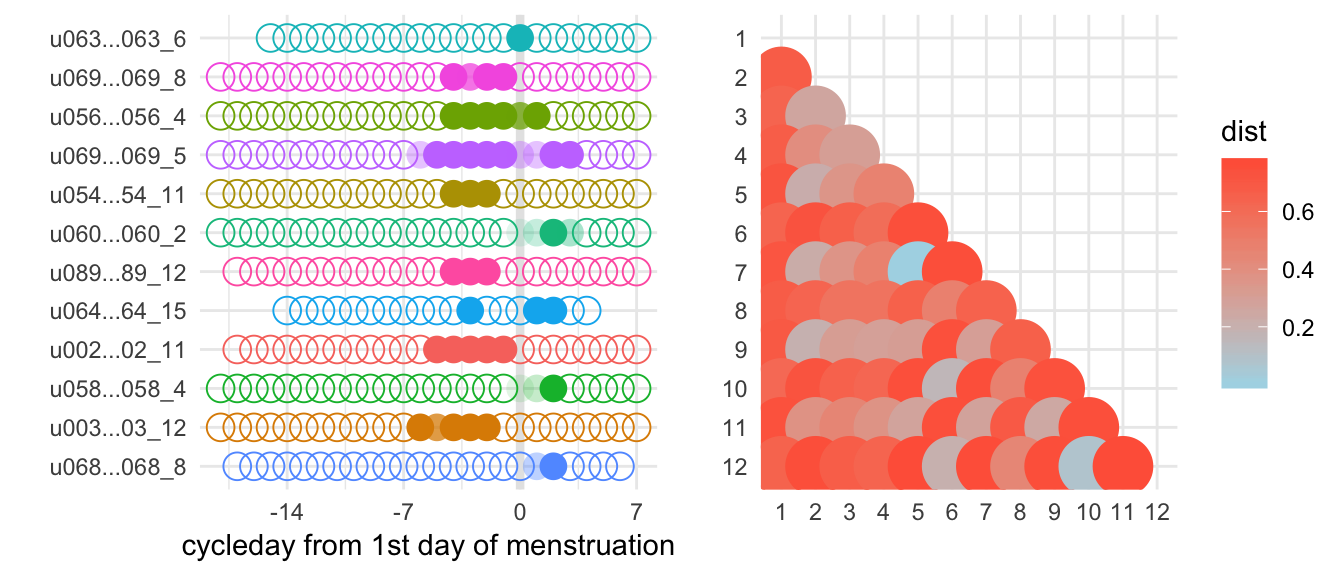 u063...063_6
u069...069_8
u056...056_4
u069...069_5
u054...54_11
u060...060_2
u089...89_12
u064...64_15
u002...02_11
u058...058_4
u003...03_12
u068...068_8
-14 -7 0 7
cycleday from 1st day of menstruation
1
2
3
4
5
6
7
8
9
10
11
12
1 2 3 4 5 6 7 8 9 10 11 12
dist
0.6
0.4
0.2